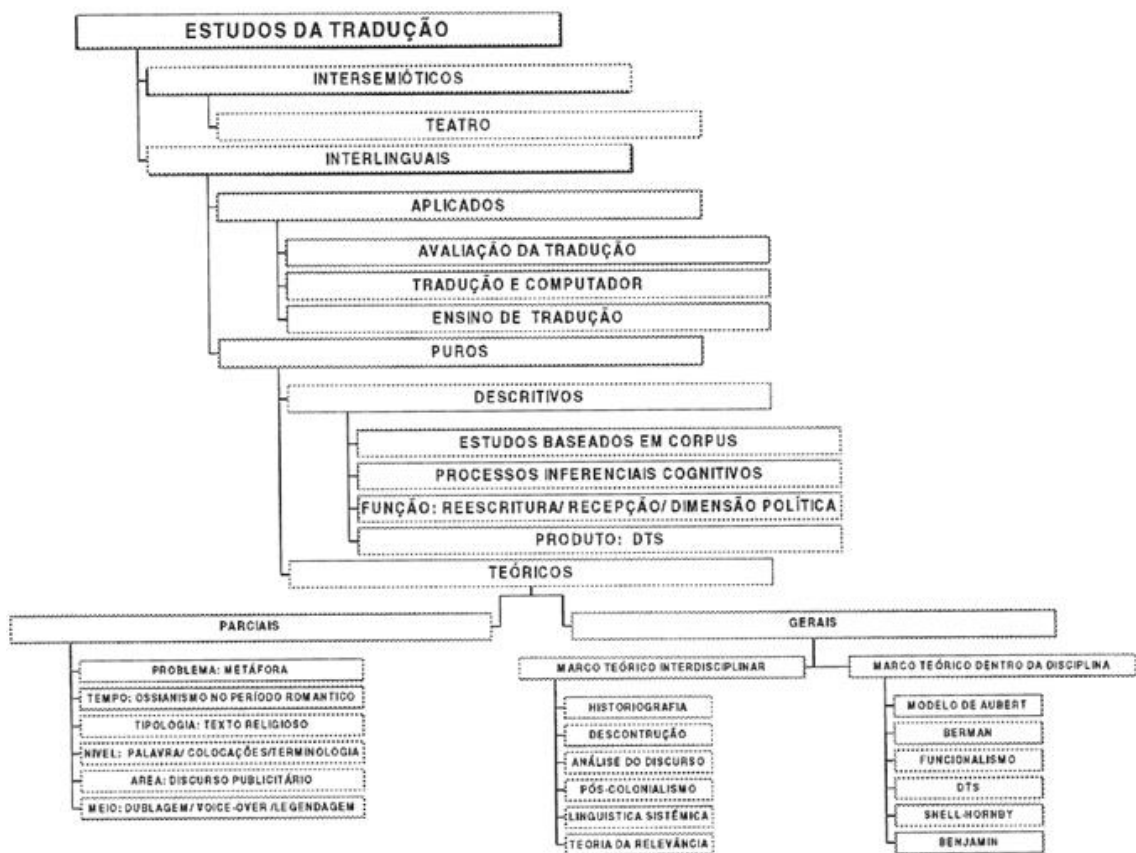 ESTUDOS DA TRADUÇÃO
INTERSEMIÓTICOS
TEATRO
INTERLINGUAIS
APLICADOS
AVALIAÇÃO DA TRADUÇÃO
TRADUÇÃO E COMPUTADOR
ENSINO DE TRADUÇÃO
PUROS
DESCRITIVOS
ESTUDOS BASEADOS EM CORPUS
PROCESSOS INFERENCIAIS COGNITIVOS
FUNÇÃO: REESCRITURA/ RECEPÇÃO/ DIMENSÃO POLÍTICA
PRODUTO: DTS
TEÓRICOS
PARCIAIS
PROBLEMA: METÁFORA
TEMPO: OSSIANISMO NO PERÍODO ROMANTICO
TIPOLOGIA: TEXTO RELIGIOSO
NIVEL: PALAVRA/ COLOCAÇÕES/TERMINOLOGIA
AREA: DISCURSO PUBLICITÁRIO
MEIO: DUBLAGEM/ VOICE-OVER /LEGENDAGEM
GERAIS
MARCO TEÓRICO INTERDISCIPLINAR
HISTORIOGRAFIA
DESCONTRUÇÃO
ANÁLISE DO DISCURSO
PÓS-COLONIALISMO
LINGUISTICA SISTÊMICA
TEORIA DA RELEVÂNCIA
MARCO TEÓRICO DENTRO DA DISCIPLINA
MODELO DE AUBERT
BERMAN
FUNCIONALISMO
DTS
SNELL-HORNBY
BENJAMIN